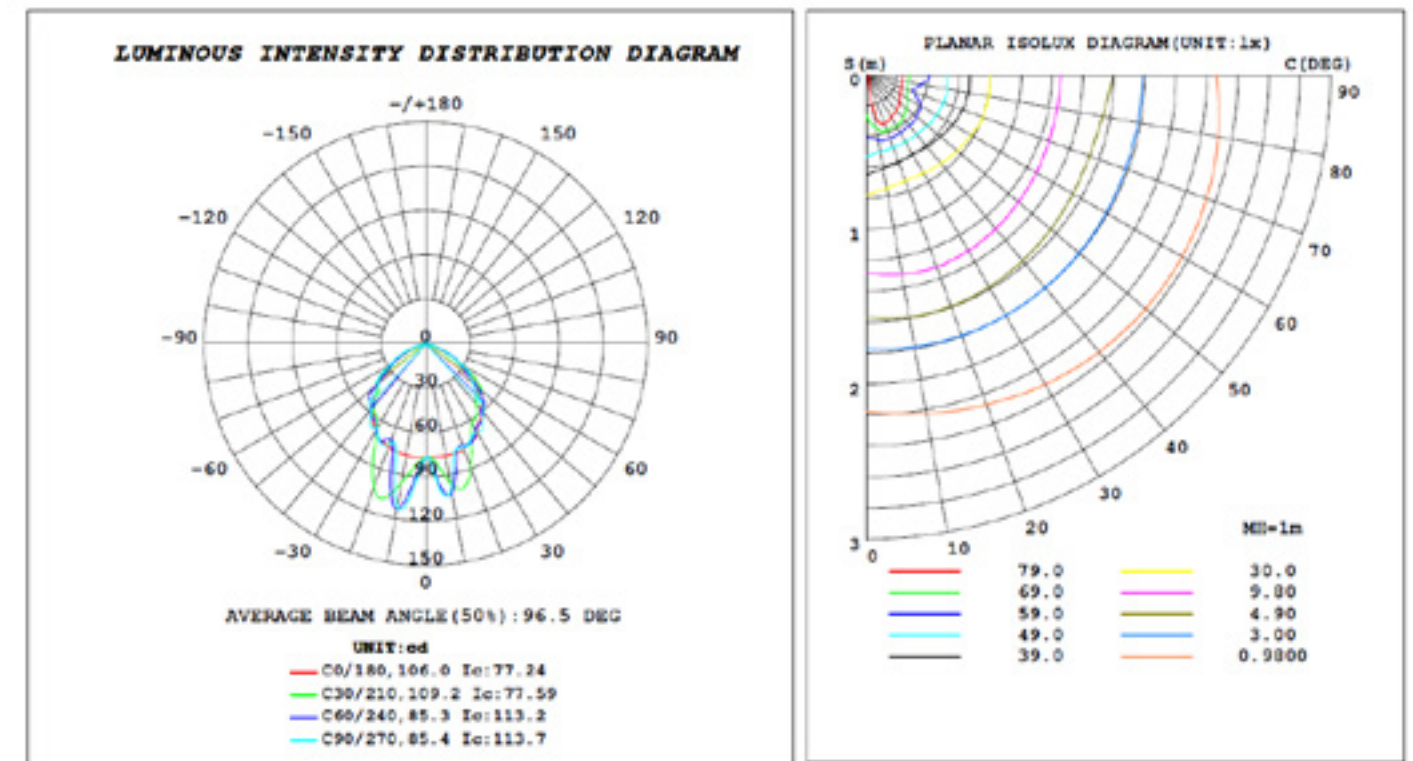 LUMINOUS INTENSITY DISTRIBUTION DIAGRAM
-/+180
-150 150
-120 120
-90 0 90
30
60
-60 90 60
120
-30 150 30
0
AVERAGE BEAM ANGLE(50%):96.5 DEG
UNIT:cd
C0/180,106.0 Ic:77.24
C30/210,109.2 Ic:77.59
C60/240,85.3 Ic:113.2
C90/270,85.4 Ic:113.7
PLANAR ISOLUX DIAGRAM(UNIT:lx)
S(m) C(DEG)
0 90
80
1 70
60
2 50
40
30
20
3 0 10
MH=1m
79.0 30.0
69.0 9.80
59.0 4.90
49.0 3.00
39.0 0.9800